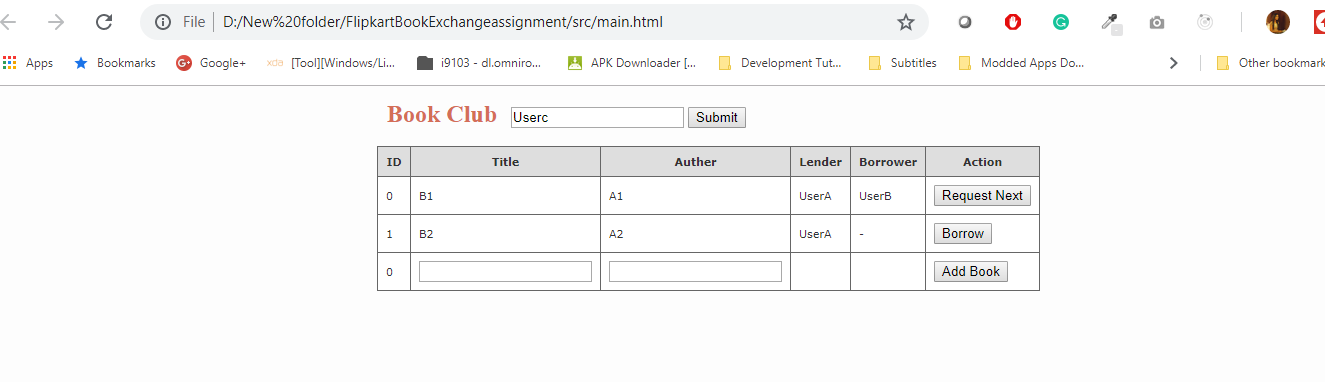 File D:/New%20folder/FlipkartBookExchangeassignment/src/main.html
Apps Bookmarks Google+ xda [Tool][Windows/Li... i9103 - dl.omniro... APK Downloader [... Development Tut... Subtitles Modded Apps Do... Other bookmark
Book Club Userc Submit
ID Title Auther Lender Borrower Action
0 B1 A1 UserA UserB Request Next
1 B2 A2 UserA - Borrow
0 Add Book